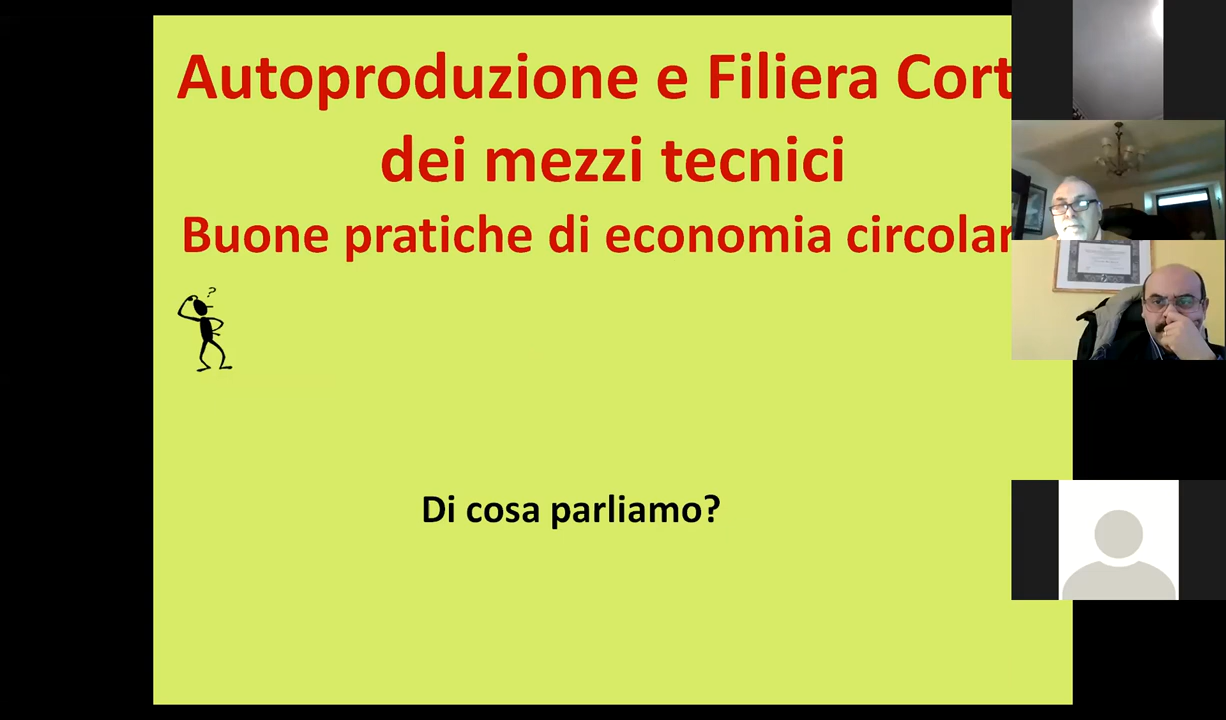 Autoproduzione e Filiera Cort
dei mezzi tecnici
Buone pratiche di economia circolar
?
Di cosa parliamo?